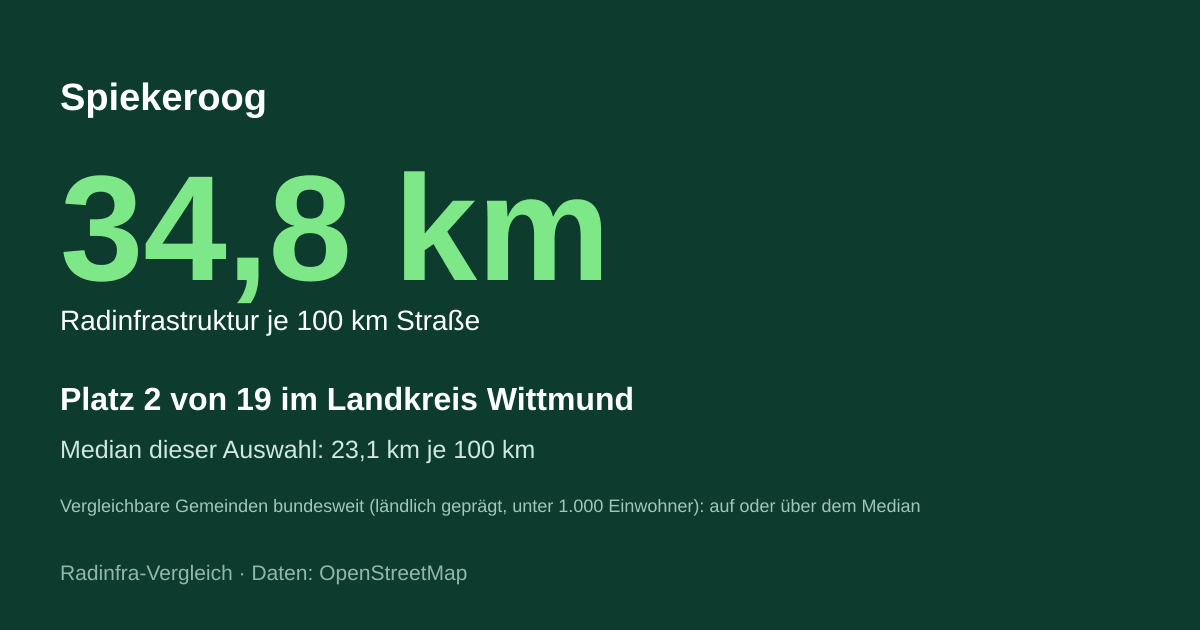 Spiekeroog
34,8 km
Radinfrastruktur je 100 km Straße
Platz 2 von 19 im Landkreis Wittmund
Median dieser Auswahl: 23,1 km je 100 km
Vergleichbare Gemeinden bundesweit (ländlich geprägt, unter 1.000 Einwohner): auf oder über dem Median
Radinfra-Vergleich · Daten: OpenStreetMap